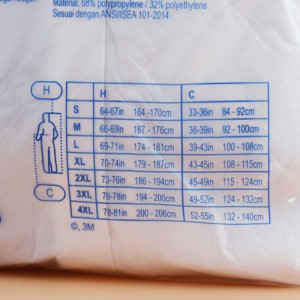 Material: 68% polypropylene / 32% polyethylene
Sesuai dengan ANSI/ISEA 101-2014
H C
H
S 64-67in 164-170cm 33-36in 84-92cm
M 66-69in 167-176cm 36-39in 92-100cm
L 69-71in 174-181cm 39-43in 100-108cm
XL 70-74in 179-187cm 43-45in 108-115cm
2XL 73-76in 186-194cm 45-49in 115-124cm
3XL 76-78in 194-200cm 49-52in 124-132cm
4XL 78-81in 200-206cm 52-55in 132-140cm
C
©, 3M